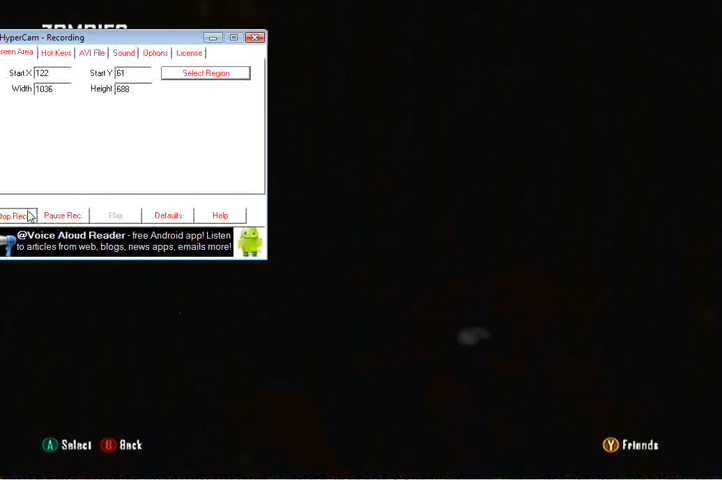 ZOMBIES
HyperCam - Recording
reen Area Hot Keys AVI File Sound Options License
Start X 122 Start Y 61 Select Region
Width 1036 Height 688
top Rec. Pause Rec. Play Defaults Help
@Voice Aloud Reader - free Android app! Listen
to articles from web, blogs, news apps, emails more!
A Select B Back Y Friends